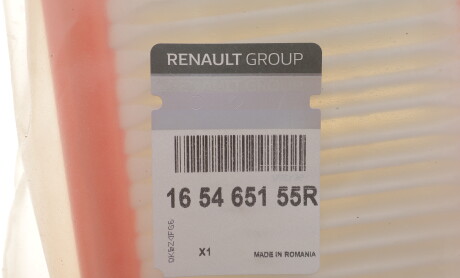 RENAULT GROUP
16 54 651 55R
X1
MADE IN ROMANIA